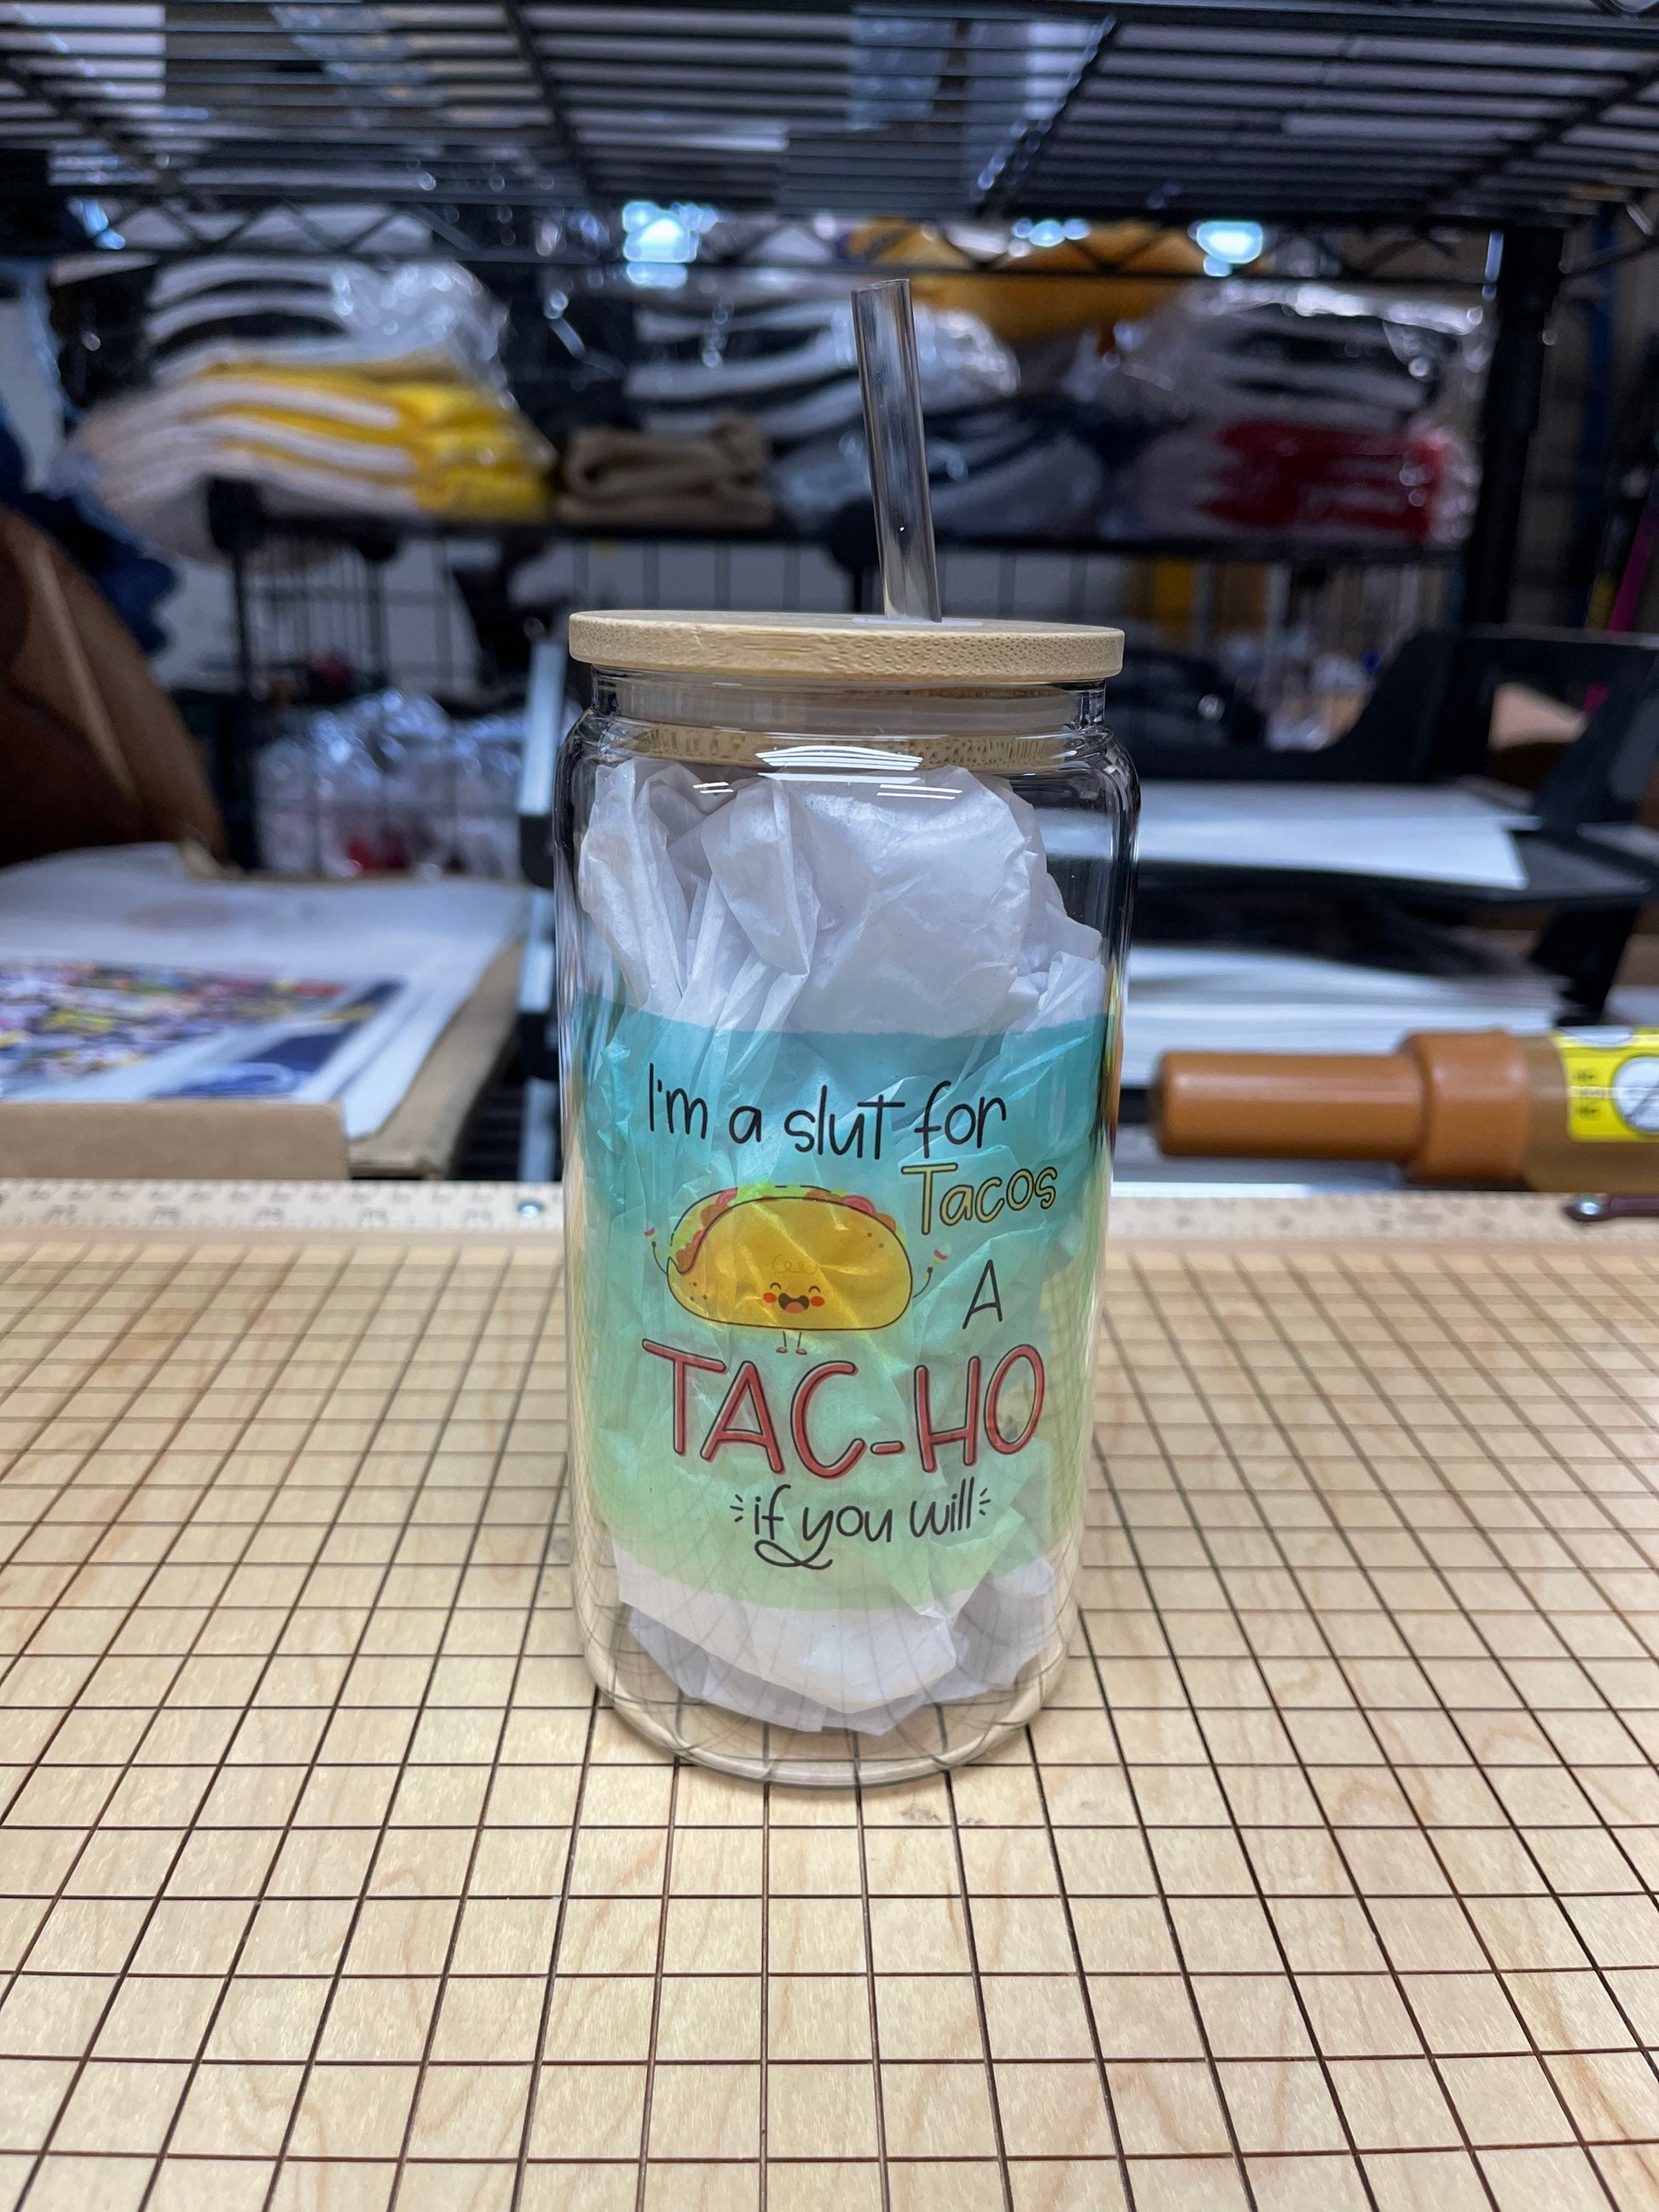 I'm a slut for
Tacos
A
TAC-HO
if you will